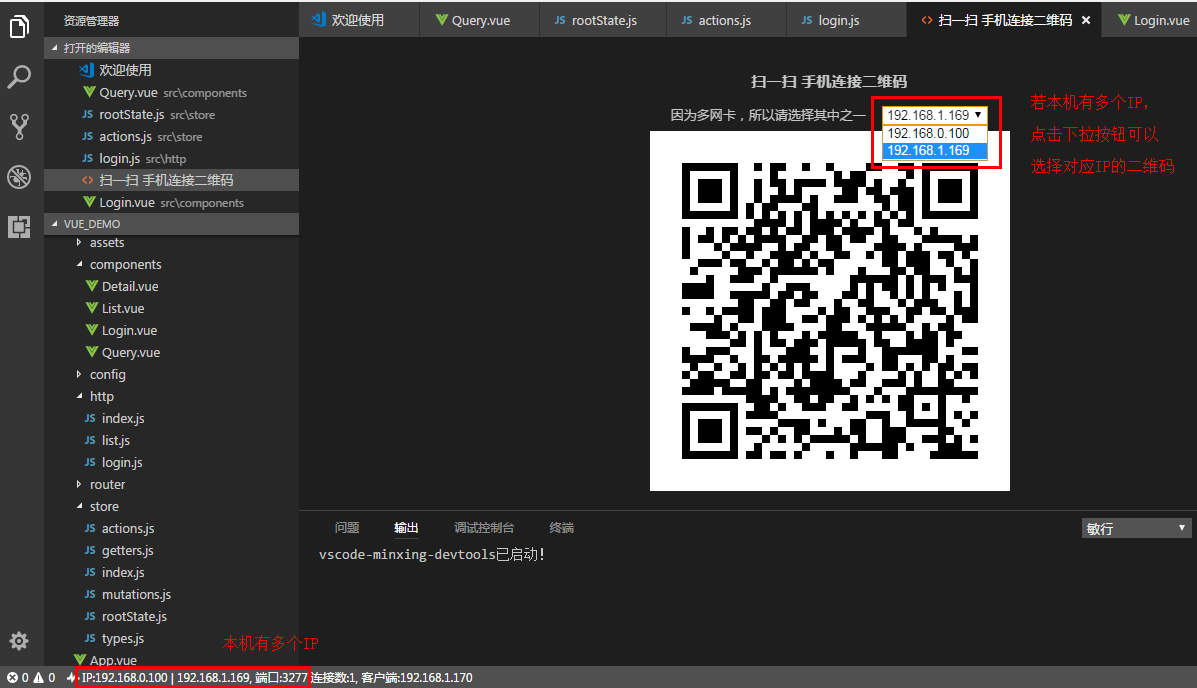 资源管理器
打开的编辑器
欢迎使用
Query.vue src\components
JS rootState.js src\store
JS actions.js src\store
JS login.js src\http
<> 扫一扫 手机连接二维码
Login.vue src\components
VUE_DEMO
assets
components
Detail.vue
List.vue
Login.vue
Query.vue
config
http
JS index.js
JS list.js
JS login.js
router
store
JS actions.js
JS getters.js
JS index.js
JS mutations.js
JS rootState.js
JS types.js
App.vue
本机有多个IP
欢迎使用
Query.vue
JS rootState.js
JS actions.js
JS login.js
<> 扫一扫 手机连接二维码 ×
Login.vue
扫一扫 手机连接二维码
因为多网卡，所以请选择其中之一
192.168.1.169
192.168.0.100
192.168.1.169
若本机有多个IP，
点击下拉按钮可以
选择对应IP的二维码
问题 输出 调试控制台 终端
敏行
vscode-minxing-devtools已启动！
0 0 IP:192.168.0.100 | 192.168.1.169, 端口:3277 连接数:1, 客户端:192.168.1.170